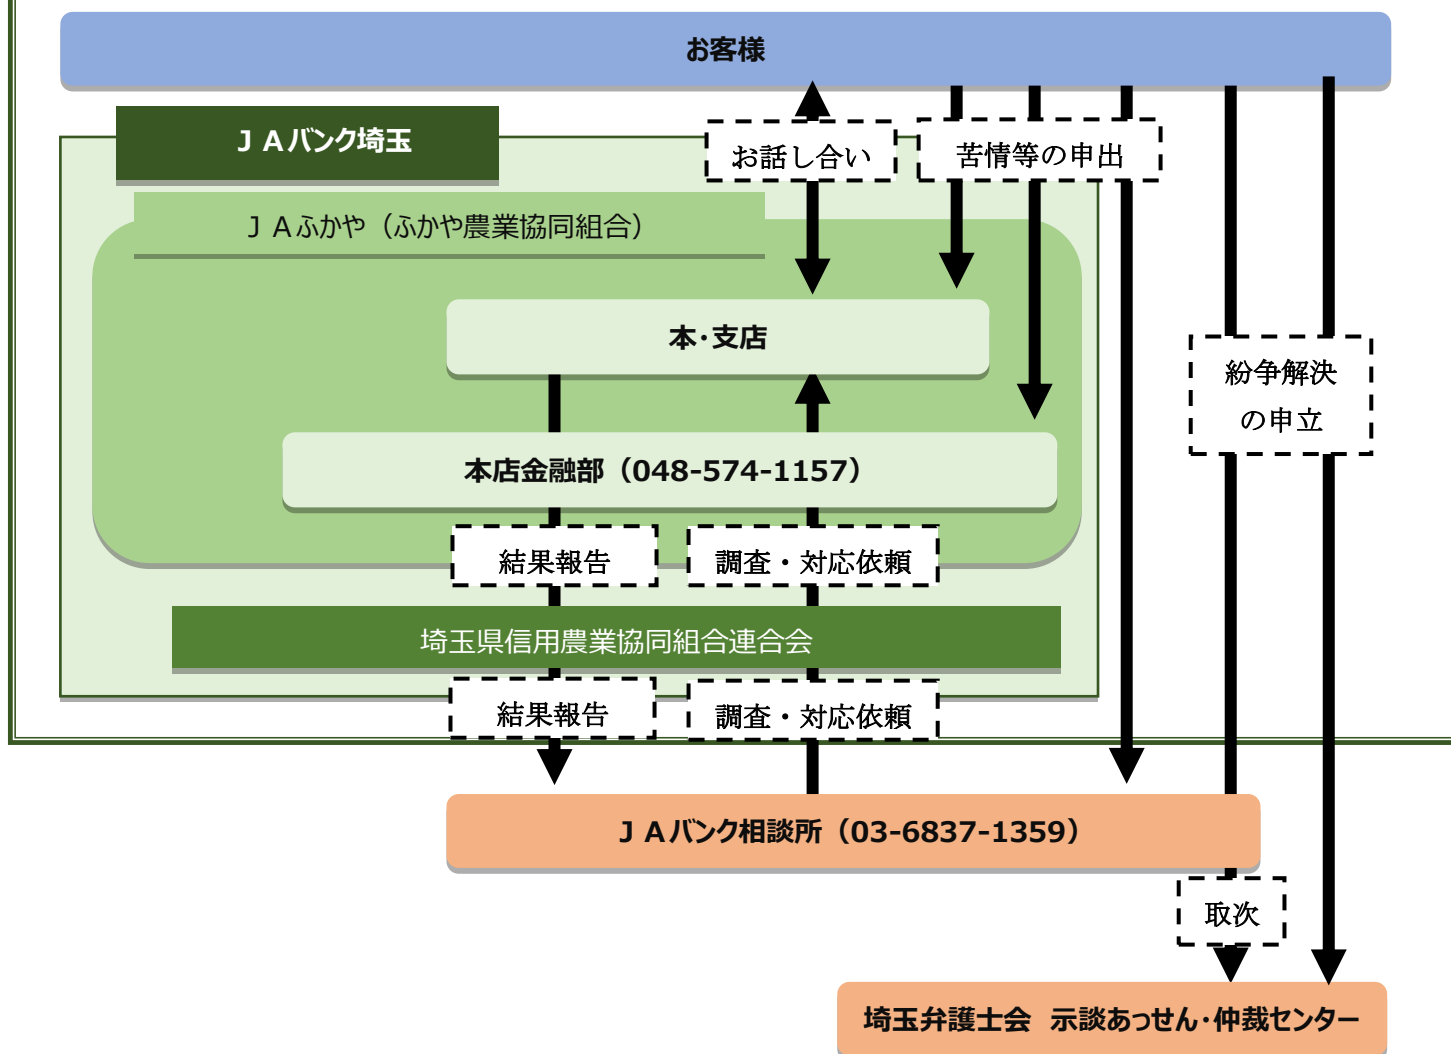 お客様
ＪＡバンク埼玉
お話し合い
苦情等の申出
ＪＡふかや（ふかや農業協同組合）
本・支店
紛争解決
の申立
本店金融部（048-574-1157）
結果報告
調査・対応依頼
埼玉県信用農業協同組合連合会
結果報告
調査・対応依頼
ＪＡバンク相談所（03-6837-1359）
取次
埼玉弁護士会 示談あっせん・仲裁センター